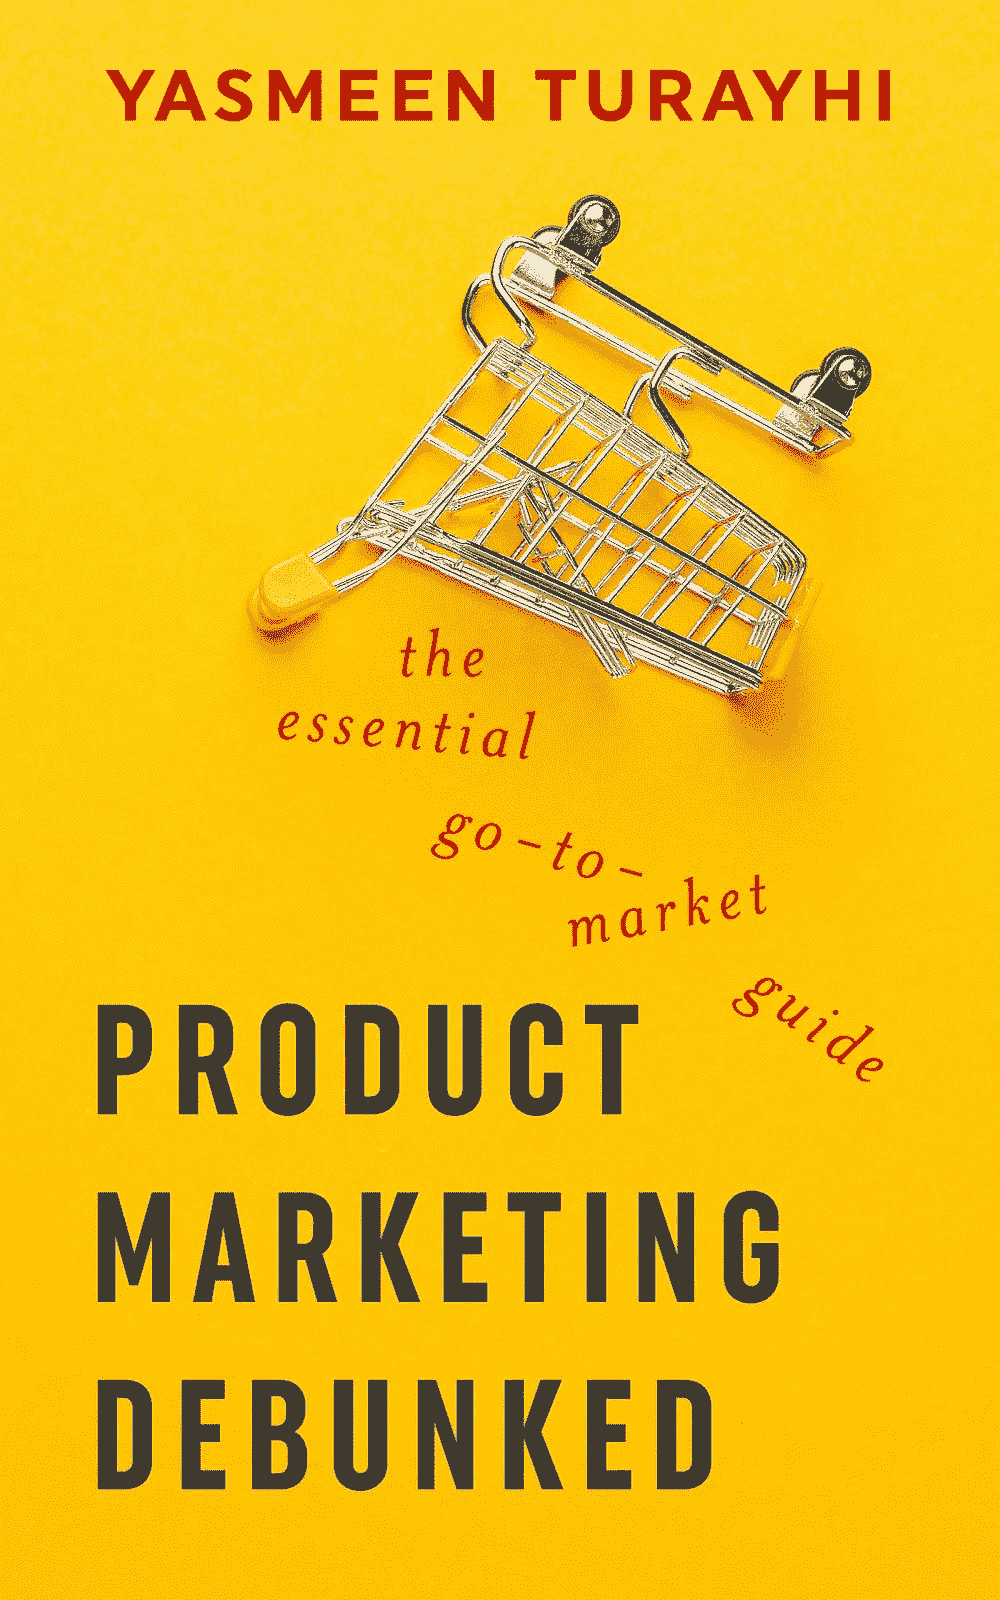 YASMEEN TURAYHI
the
essential
go-to-
market
guide
PRODUCT
MARKETING
DEBUNKED